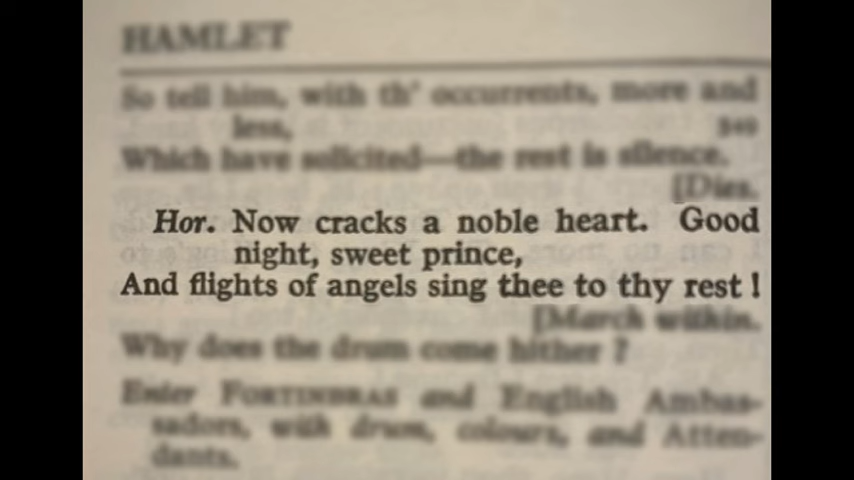 HAMLET
So tell him, with th' occurrents, more and
less, 340
Which have solicited—the rest is silence.
[Dies.
Hor. Now cracks a noble heart. Good
night, sweet prince,
And flights of angels sing thee to thy rest !
[March within.
Why does the drum come hither ?
Enter FORTINBRAS and English Ambas-
sadors, with drum, colours, and Atten-
dants.